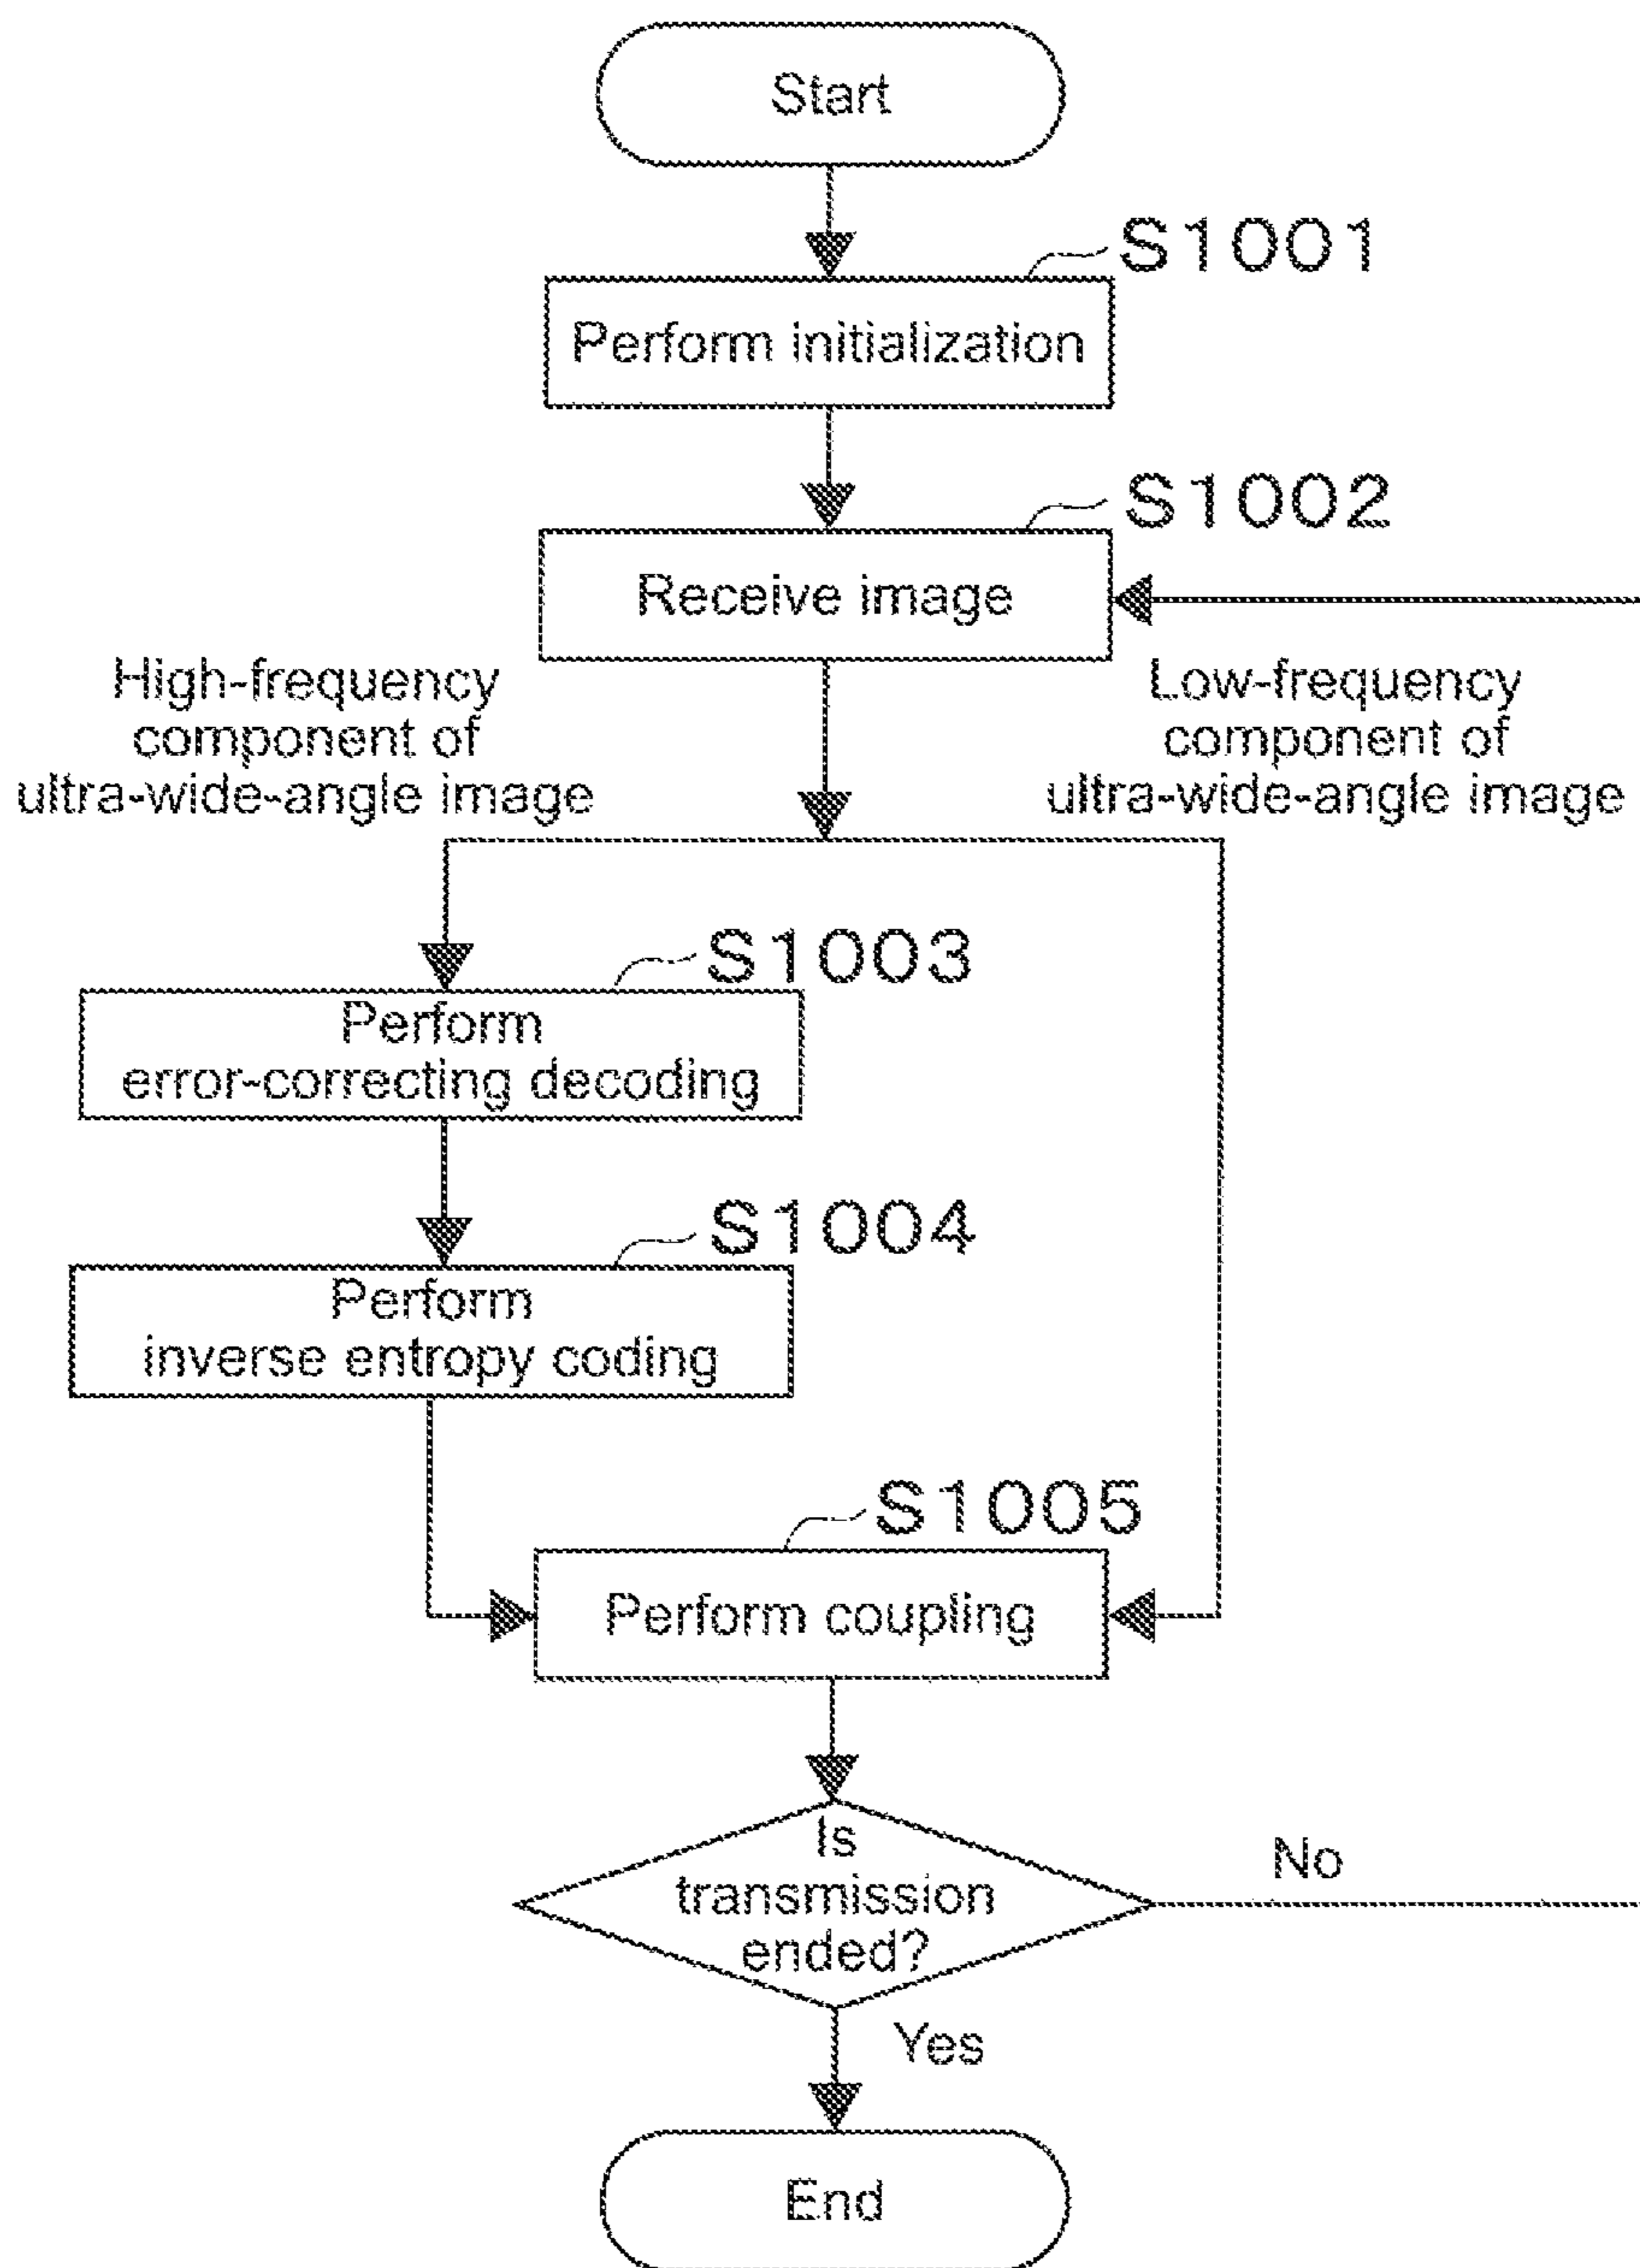 Start
S1001
Perform initialization
S1002
Receive image
High-frequency
component of
ultra-wide-angle image
Low-frequency
component of
ultra-wide-angle image
S1003
Perform
error-correcting decoding
S1004
Perform
inverse entropy coding
S1005
Perform coupling
Is
transmission
ended?
No
Yes
End